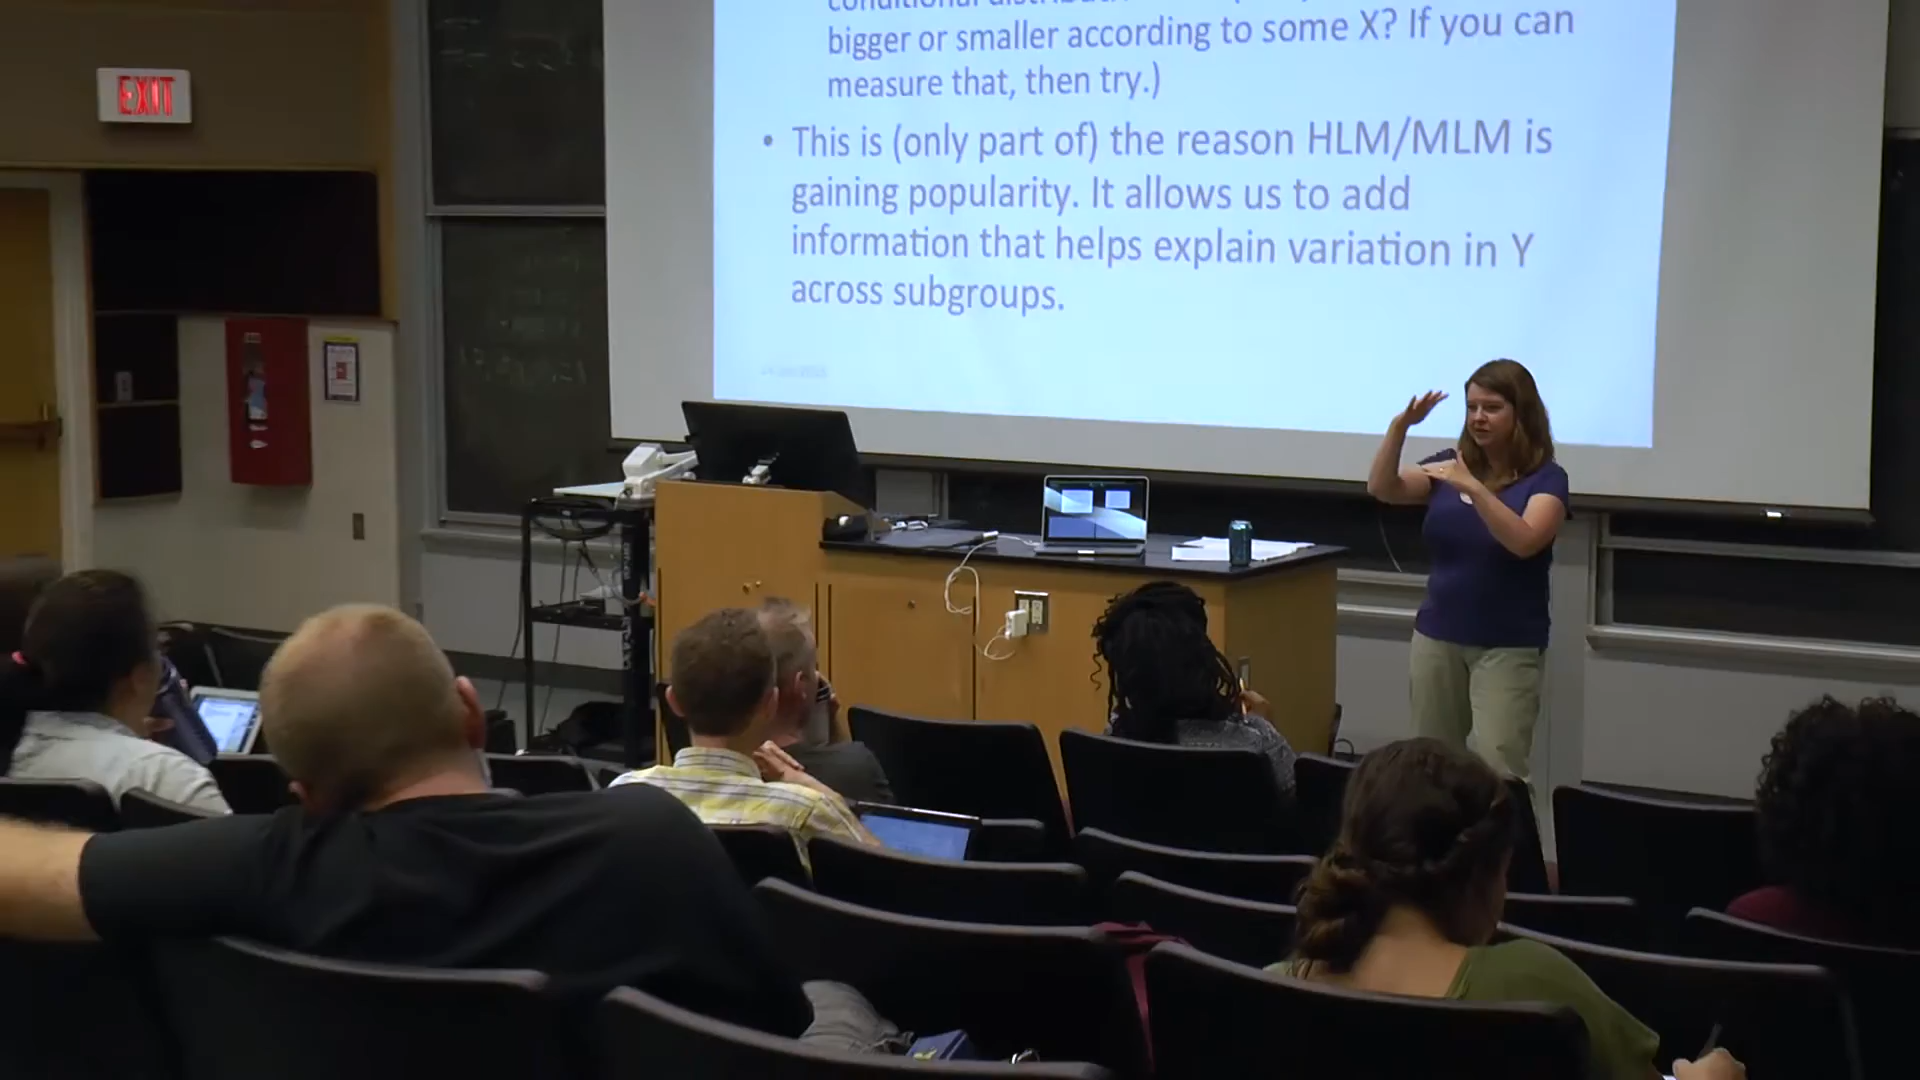 EXIT
conditional
bigger or smaller according to some X? If you can
measure that, then try.)
• This is (only part of) the reason HLM/MLM is
gaining popularity. It allows us to add
information that helps explain variation in Y
across subgroups.